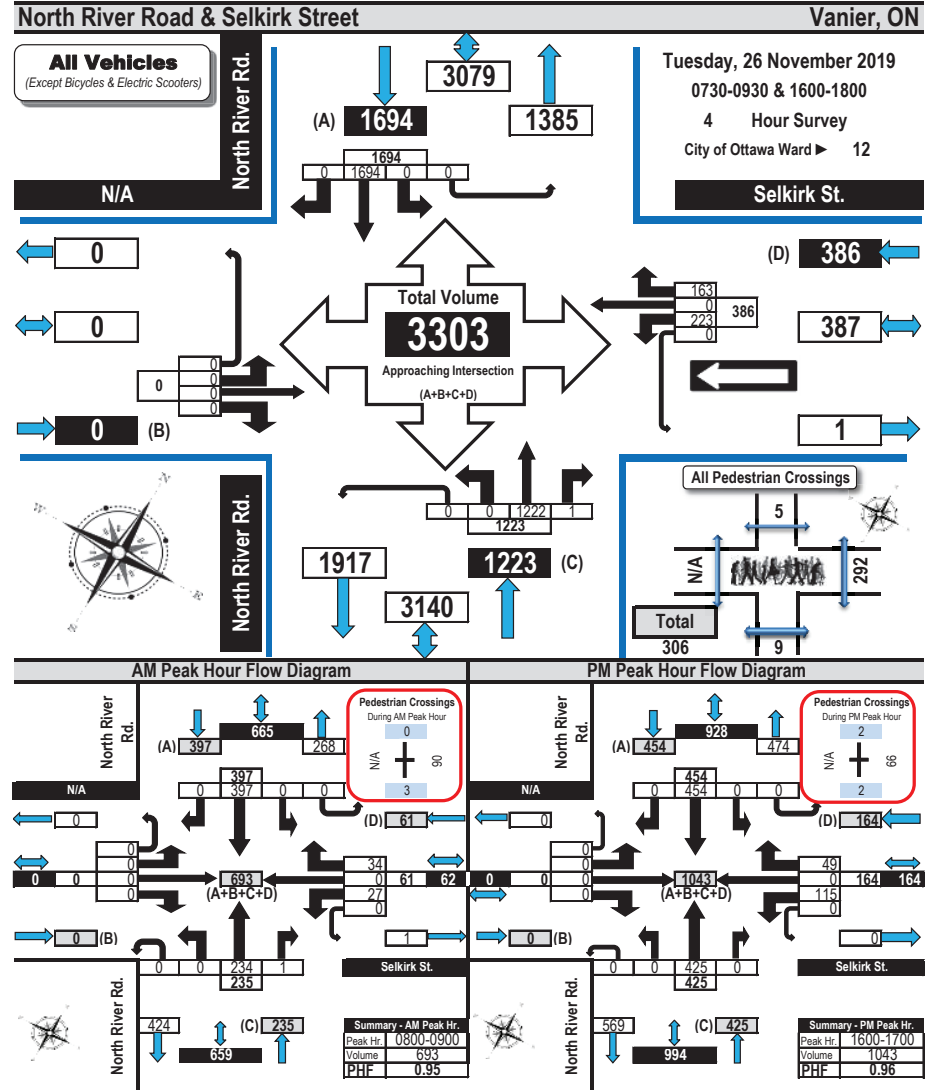 North River Road & Selkirk Street Vanier, ON
All Vehicles
(Except Bicycles & Electric Scooters)
North River Rd.
N/A
3079
(A) 1694 1385
1694
0 1694 0 0
Tuesday, 26 November 2019
0730-0930 & 1600-1800
4 Hour Survey
City of Ottawa Ward ► 12
Selkirk St.
0
0
0
0
0
0
0
0 (B)
Total Volume
3303
Approaching Intersection
(A+B+C+D)
(D) 386
163
0
223
0
386
387
1
North River Rd.
0 0 1222 1
1223
1917 1223 (C)
3140
All Pedestrian Crossings
5
N/A
292
Total
306 9
AM Peak Hour Flow Diagram
North River
Rd.
N/A
665
(A) 397 268
397
0 397 0 0
Pedestrian Crossings
During AM Peak Hour
0
N/A 90
3
0
(D) 61
0
0
0
0
0 0
693
(A+B+C+D)
34
0
27
0
61 62
0 (B)
1
0 0 234 1
235
Selkirk St.
North River Rd.
424 (C) 235
659
Summary - AM Peak Hr.
Peak Hr. 0800-0900
Volume 693
PHF 0.95
PM Peak Hour Flow Diagram
North River
Rd.
N/A
928
(A) 454 474
454
0 454 0 0
Pedestrian Crossings
During PM Peak Hour
2
N/A 66
2
0
(D) 164
0
0
0
0
0 0
1043
(A+B+C+D)
49
0
115
0
164 164
0 (B)
0
0 0 425 0
425
Selkirk St.
North River Rd.
569 (C) 425
994
Summary - PM Peak Hr.
Peak Hr. 1600-1700
Volume 1043
PHF 0.96